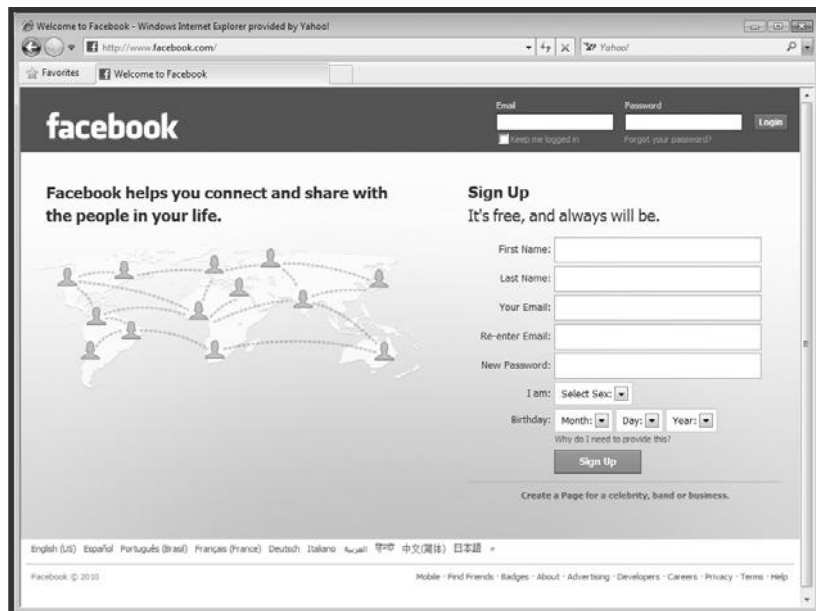 Welcome to Facebook - Windows Internet Explorer provided by Yahoo!
http://www.facebook.com/
Yahoo!
Favorites
Welcome to Facebook
facebook
Email
Password
Login
Keep me logged in
Forgot your password?
Facebook helps you connect and share with
the people in your life.
Sign Up
It's free, and always will be.
First Name:
Last Name:
Your Email:
Re-enter Email:
New Password:
I am: Select Sex:
Birthday: Month: Day: Year:
Why do I need to provide this?
Sign Up
Create a Page for a celebrity, band or business.
English (US) Español Português (Brasil) Français (France) Deutsch Italiano العربية हिन्दी 中文(简体) 日本語 »
Facebook © 2010
Mobile · Find Friends · Badges · About · Advertising · Developers · Careers · Privacy · Terms · Help